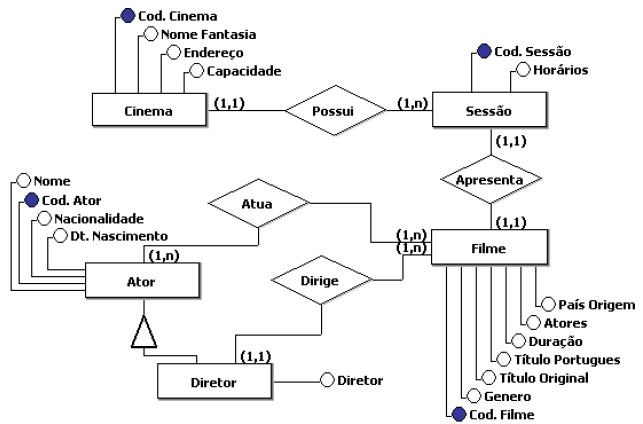 Cod. Cinema
Nome Fantasia
Endereço
Capacidade
Cinema
(1,1)
Possui
(1,n)
Cod. Sessão
Horários
Sessão
(1,1)
Apresenta
(1,1)
Nome
Cod. Ator
Nacionalidade
Dt. Nascimento
(1,n)
Ator
Atua
(1,n)
(1,n)
Filme
Dirige
(1,1)
Diretor
Diretor
País Origem
Atores
Duração
Título Portugues
Título Original
Genero
Cod. Filme